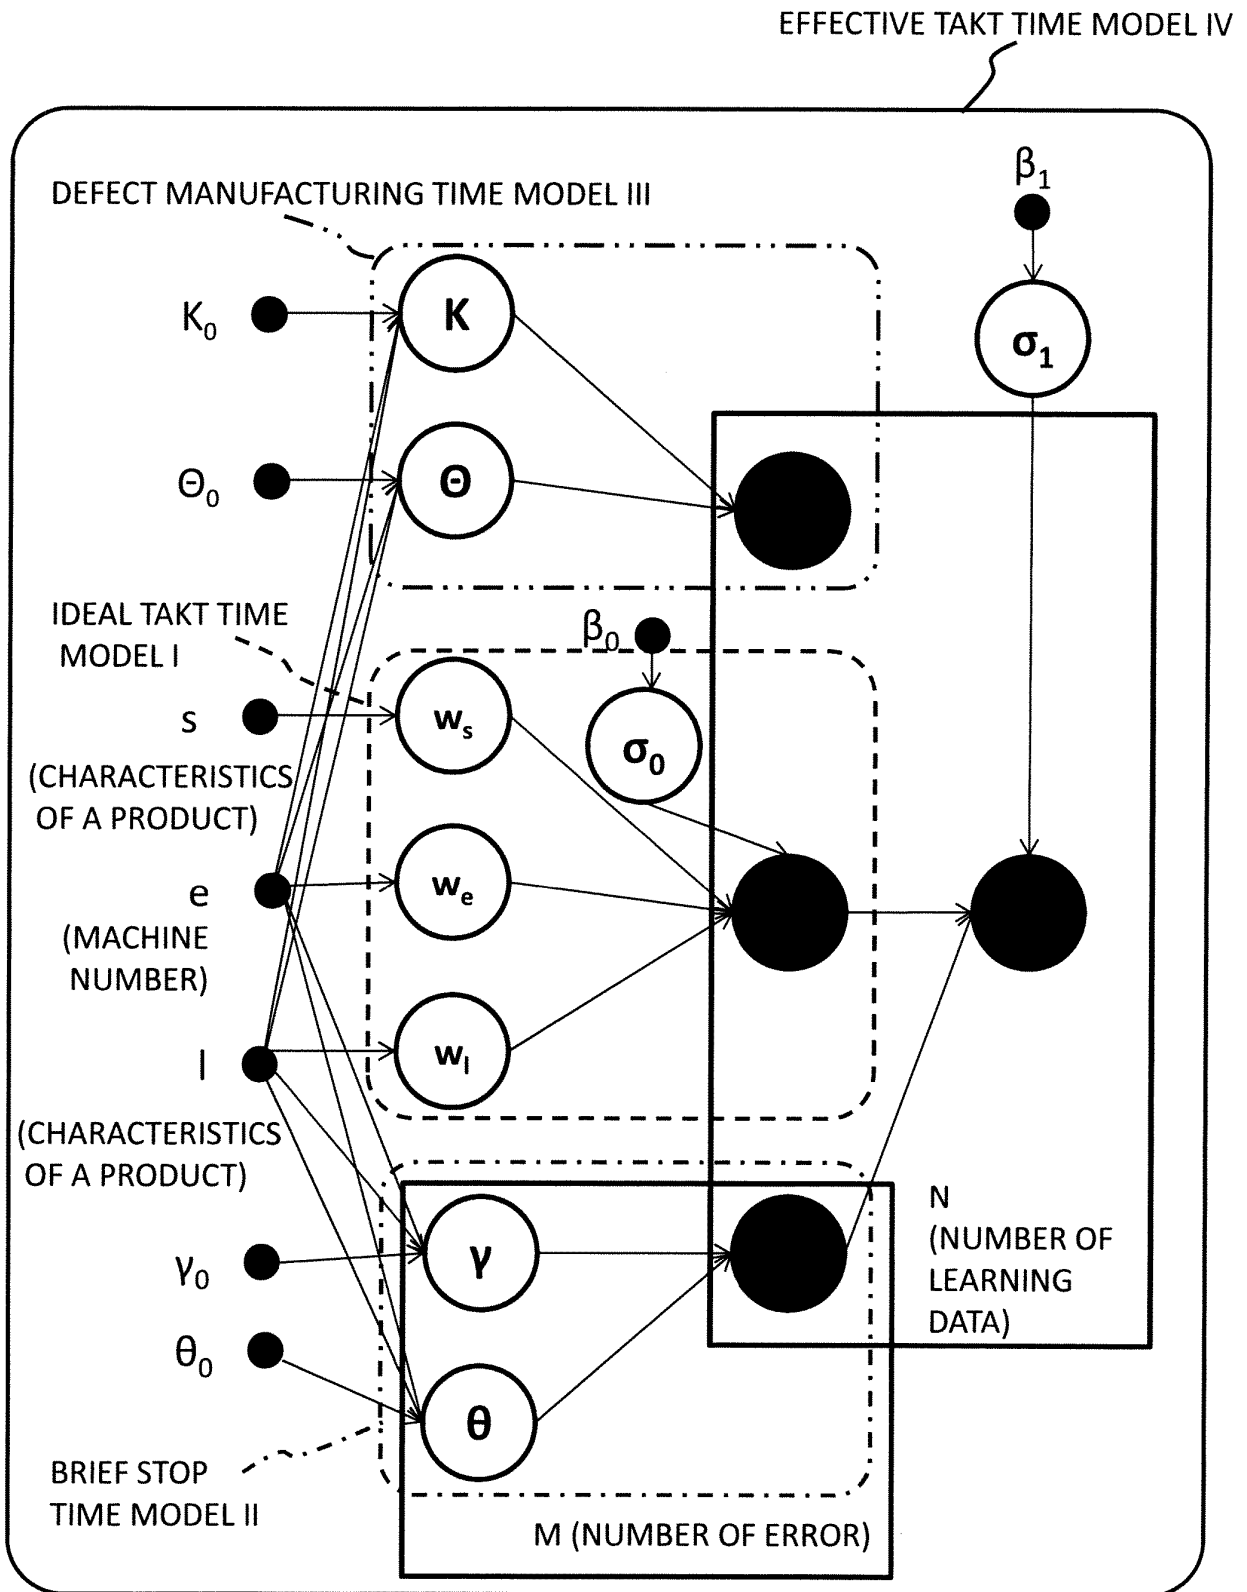 EFFECTIVE TAKT TIME MODEL IV
β₁
DEFECT MANUFACTURING TIME MODEL III
K₀
K
σ₁
Θ₀
Θ
IDEAL TAKT TIME
MODEL I
β₀
s
wₛ
σ₀
(CHARACTERISTICS
OF A PRODUCT)
e
wₑ
(MACHINE
NUMBER)
l
wₗ
(CHARACTERISTICS
OF A PRODUCT)
γ₀
γ
N
(NUMBER OF
LEARNING
DATA)
θ₀
θ
BRIEF STOP
TIME MODEL II
M (NUMBER OF ERROR)